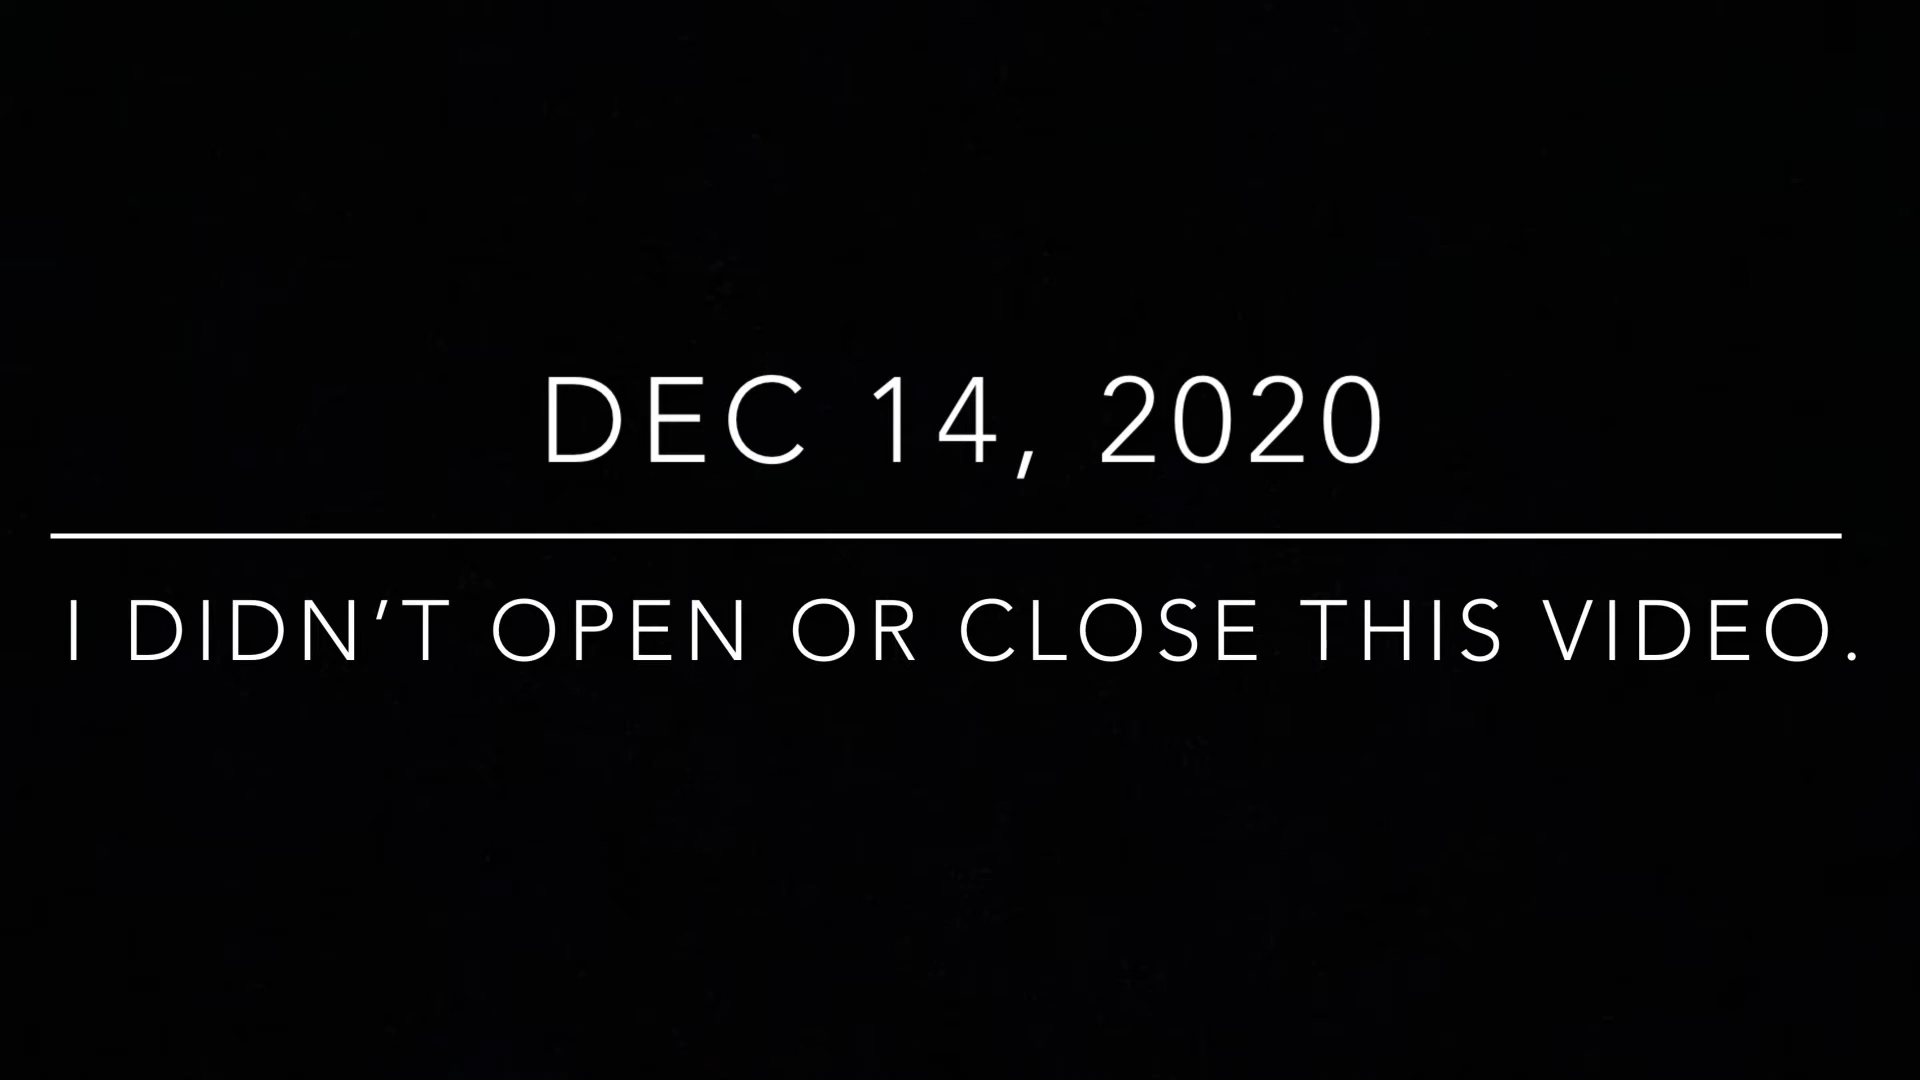 DEC 14, 2020
I DIDN’T OPEN OR CLOSE THIS VIDEO.